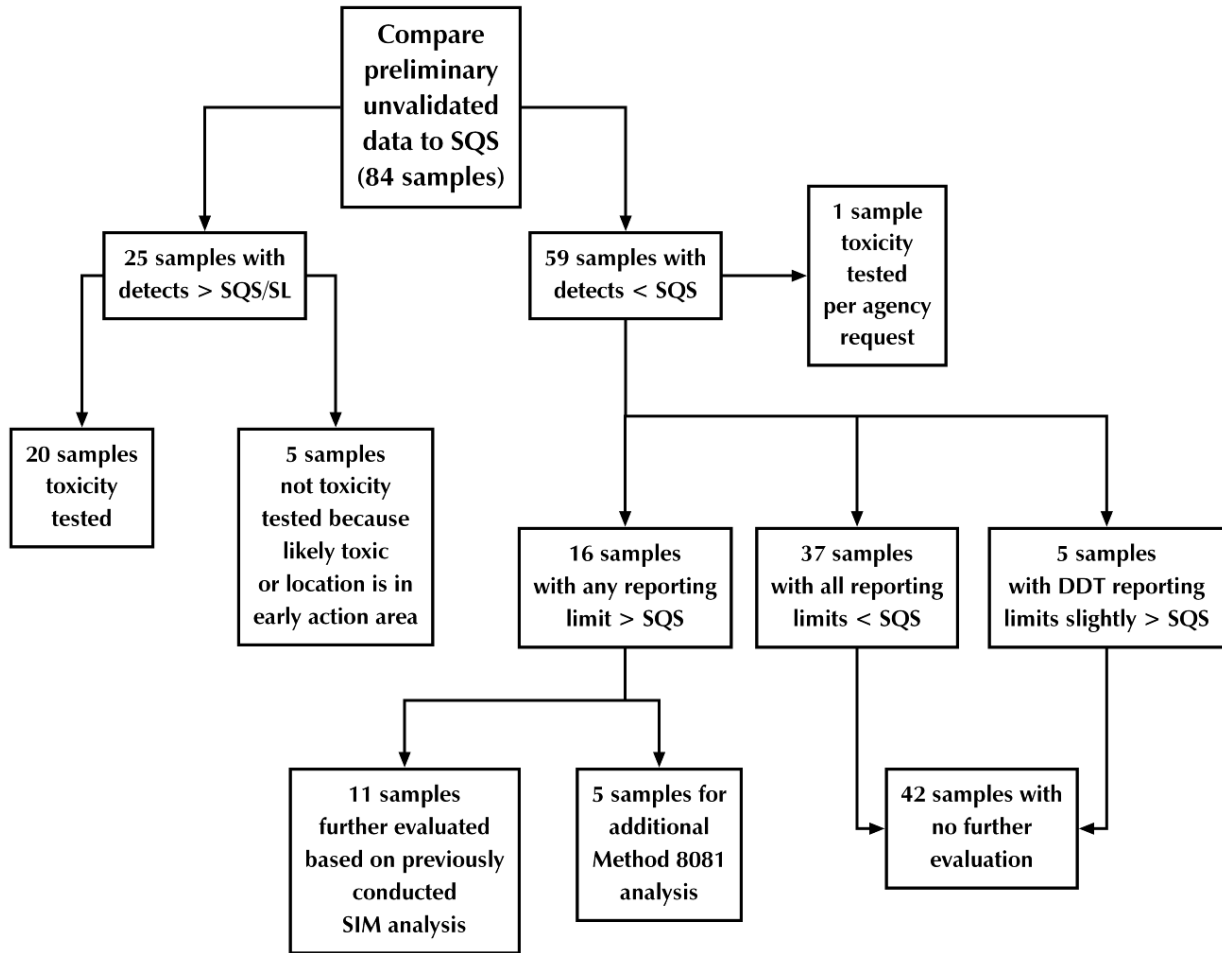 Compare
preliminary
unvalidated
data to SQS
(84 samples)
25 samples with
detects > SQS/SL
59 samples with
detects < SQS
1 sample
toxicity
tested
per agency
request
20 samples
toxicity
tested
5 samples
not toxicity
tested because
likely toxic
or location is in
early action area
16 samples
with any reporting
limit > SQS
37 samples
with all reporting
limits < SQS
5 samples
with DDT reporting
limits slightly > SQS
11 samples
further evaluated
based on previously
conducted
SIM analysis
5 samples for
additional
Method 8081
analysis
42 samples with
no further
evaluation